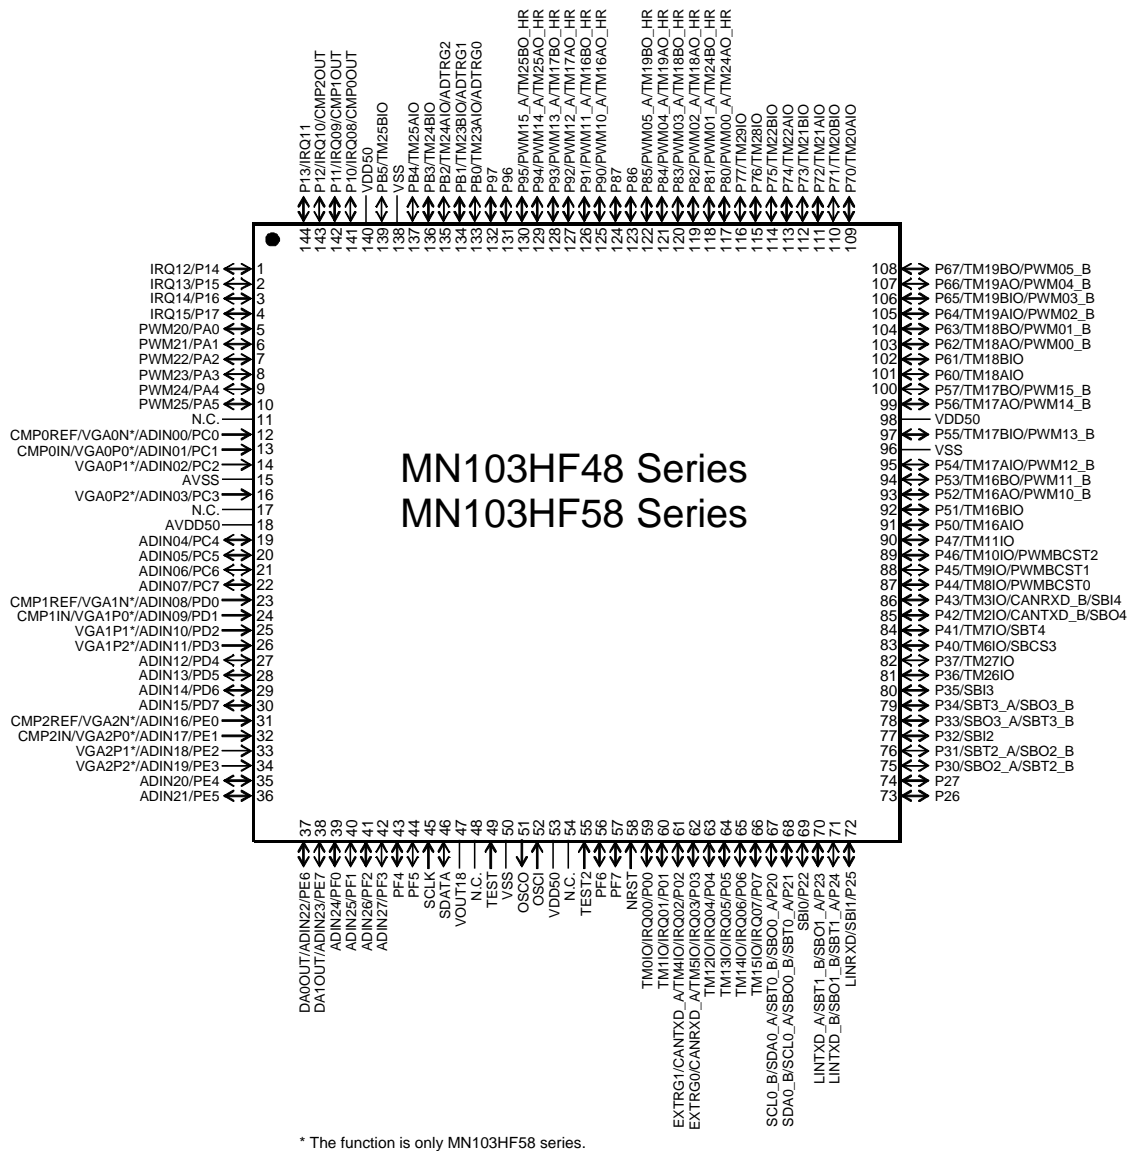 P13/IRQ11
P12/IRQ10/CMP2OUT
P11/IRQ09/CMP1OUT
P10/IRQ08/CMP0OUT
VDD50
PB5/TM25BIO
VSS
PB4/TM25AIO
PB3/TM24BIO
PB2/TM24AIO/ADTRG2
PB1/TM23BIO/ADTRG1
PB0/TM23AIO/ADTRG0
P97
P96
P95/PWM15_A/TM25BO_HR
P94/PWM14_A/TM25AO_HR
P93/PWM13_A/TM17BO_HR
P92/PWM12_A/TM17AO_HR
P91/PWM11_A/TM16BO_HR
P90/PWM10_A/TM16AO_HR
P87
P86
P85/PWM05_A/TM19BO_HR
P84/PWM04_A/TM19AO_HR
P83/PWM03_A/TM18BO_HR
P82/PWM02_A/TM18AO_HR
P81/PWM01_A/TM24BO_HR
P80/PWM00_A/TM24AO_HR
P77/TM29IO
P76/TM28IO
P75/TM22BIO
P74/TM22AIO
P73/TM21BIO
P72/TM21AIO
P71/TM20BIO
P70/TM20AIO
144
143
142
141
140
139
138
137
136
135
134
133
132
131
130
129
128
127
126
125
124
123
122
121
120
119
118
117
116
115
114
113
112
111
110
109
IRQ12/P14 1
IRQ13/P15 2
IRQ14/P16 3
IRQ15/P17 4
PWM20/PA0 5
PWM21/PA1 6
PWM22/PA2 7
PWM23/PA3 8
PWM24/PA4 9
PWM25/PA5 10
N.C. 11
CMP0REF/VGA0N*/ADIN00/PC0 12
CMP0IN/VGA0P0*/ADIN01/PC1 13
VGA0P1*/ADIN02/PC2 14
AVSS 15
VGA0P2*/ADIN03/PC3 16
N.C. 17
AVDD50 18
ADIN04/PC4 19
ADIN05/PC5 20
ADIN06/PC6 21
ADIN07/PC7 22
CMP1REF/VGA1N*/ADIN08/PD0 23
CMP1IN/VGA1P0*/ADIN09/PD1 24
VGA1P1*/ADIN10/PD2 25
VGA1P2*/ADIN11/PD3 26
ADIN12/PD4 27
ADIN13/PD5 28
ADIN14/PD6 29
ADIN15/PD7 30
CMP2REF/VGA2N*/ADIN16/PE0 31
CMP2IN/VGA2P0*/ADIN17/PE1 32
VGA2P1*/ADIN18/PE2 33
VGA2P2*/ADIN19/PE3 34
ADIN20/PE4 35
ADIN21/PE5 36
MN103HF48 Series
MN103HF58 Series
108 P67/TM19BO/PWM05_B
107 P66/TM19AO/PWM04_B
106 P65/TM19BIO/PWM03_B
105 P64/TM19AIO/PWM02_B
104 P63/TM18BO/PWM01_B
103 P62/TM18AO/PWM00_B
102 P61/TM18BIO
101 P60/TM18AIO
100 P57/TM17BO/PWM15_B
99 P56/TM17AO/PWM14_B
98 VDD50
97 P55/TM17BIO/PWM13_B
96 VSS
95 P54/TM17AIO/PWM12_B
94 P53/TM16BO/PWM11_B
93 P52/TM16AO/PWM10_B
92 P51/TM16BIO
91 P50/TM16AIO
90 P47/TM11IO
89 P46/TM10IO/PWMBCST2
88 P45/TM9IO/PWMBCST1
87 P44/TM8IO/PWMBCST0
86 P43/TM3IO/CANRXD_B/SBI4
85 P42/TM2IO/CANTXD_B/SBO4
84 P41/TM7IO/SBT4
83 P40/TM6IO/SBCS3
82 P37/TM27IO
81 P36/TM26IO
80 P35/SBI3
79 P34/SBT3_A/SBO3_B
78 P33/SBO3_A/SBT3_B
77 P32/SBI2
76 P31/SBT2_A/SBO2_B
75 P30/SBO2_A/SBT2_B
74 P27
73 P26
37
38
39
40
41
42
43
44
45
46
47
48
49
50
51
52
53
54
55
56
57
58
59
60
61
62
63
64
65
66
67
68
69
70
71
72
DA0OUT/ADIN22/PE6
DA1OUT/ADIN23/PE7
ADIN24/PF0
ADIN25/PF1
ADIN26/PF2
ADIN27/PF3
PF4
PF5
SCLK
SDATA
VOUT18
N.C.
TEST
VSS
OSCO
OSCI
VDD50
N.C.
TEST2
PF6
PF7
NRST
TM0IO/IRQ00/P00
TM1IO/IRQ01/P01
EXTRG1/CANTXD_A/TM4IO/IRQ02/P02
EXTRG0/CANRXD_A/TM5IO/IRQ03/P03
TM12IO/IRQ04/P04
TM13IO/IRQ05/P05
TM14IO/IRQ06/P06
TM15IO/IRQ07/P07
SCL0_B/SDA0_A/SBT0_B/SBO0_A/P20
SDA0_B/SCL0_A/SBO0_B/SBT0_A/P21
SBI0/P22
LINTXD_A/SBT1_B/SBO1_A/P23
LINTXD_B/SBO1_B/SBT1_A/P24
LINRXD/SBI1/P25
* The function is only MN103HF58 series.